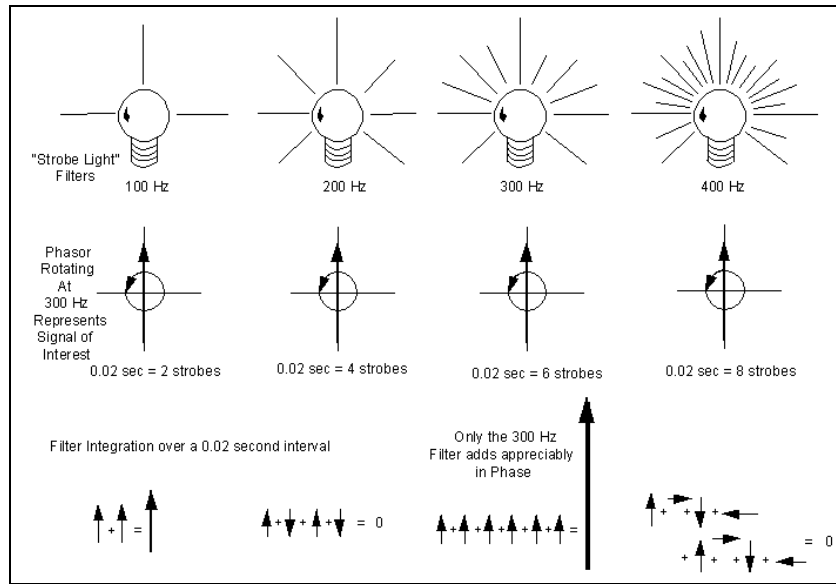 "Strobe Light"
Filters
100 Hz
200 Hz
300 Hz
400 Hz
Phasor
Rotating
At
300 Hz
Represents
Signal of
Interest
0.02 sec = 2 strobes
0.02 sec = 4 strobes
0.02 sec = 6 strobes
0.02 sec = 8 strobes
Filter Integration over a 0.02 second interval
Only the 300 Hz
Filter adds appreciably
in Phase
+ =
+ + + = 0
+ + + + + =
+ + +
+ + + = 0